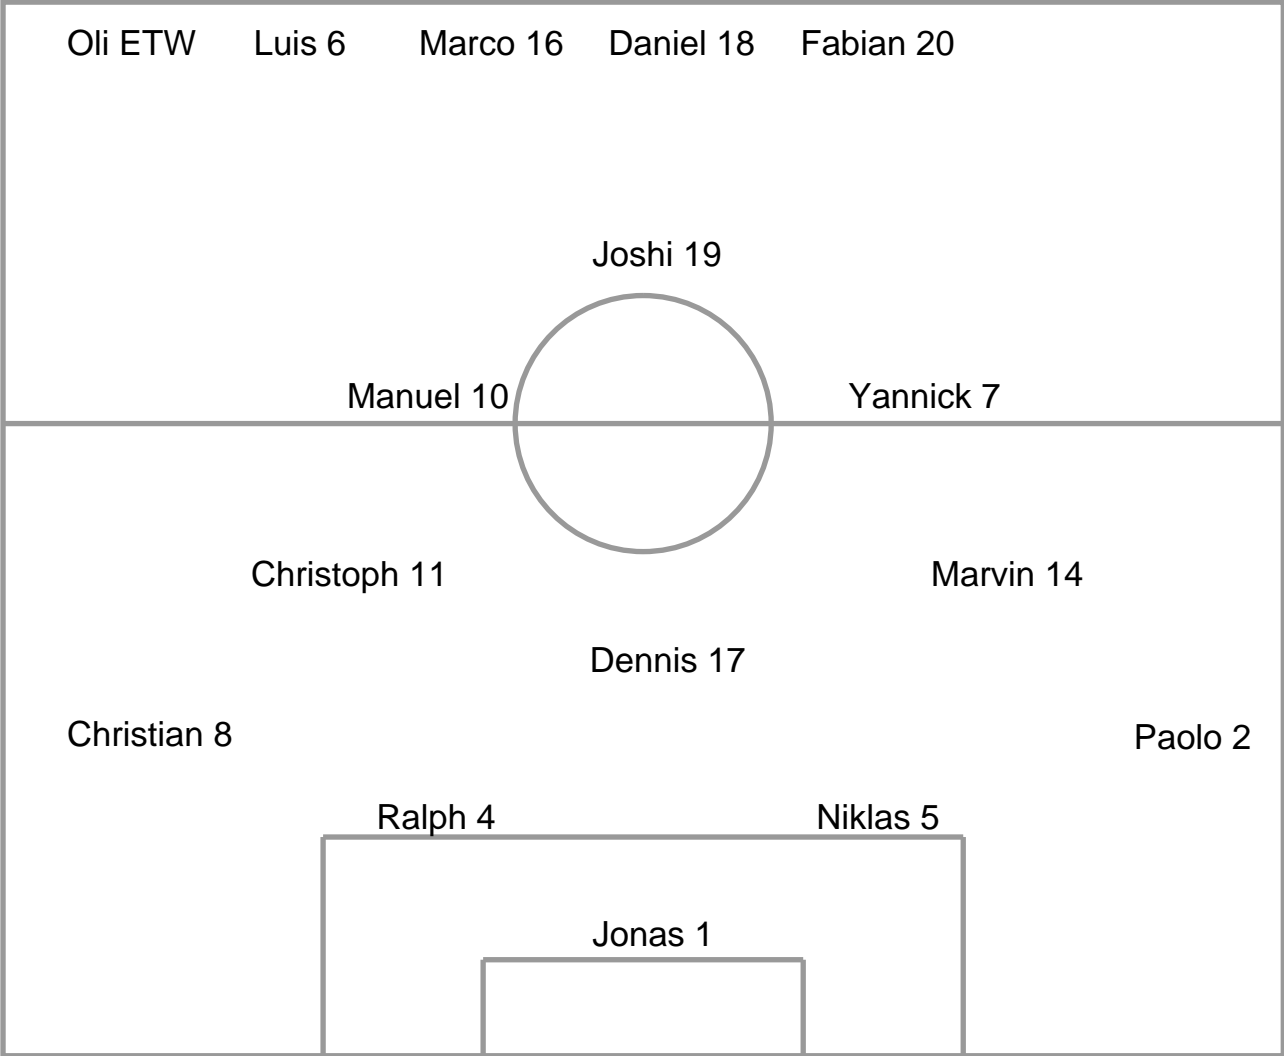 Oli ETW Luis 6 Marco 16 Daniel 18 Fabian 20
Joshi 19
Manuel 10 Yannick 7
Christoph 11 Marvin 14
Dennis 17
Christian 8 Paolo 2
Ralph 4 Niklas 5
Jonas 1